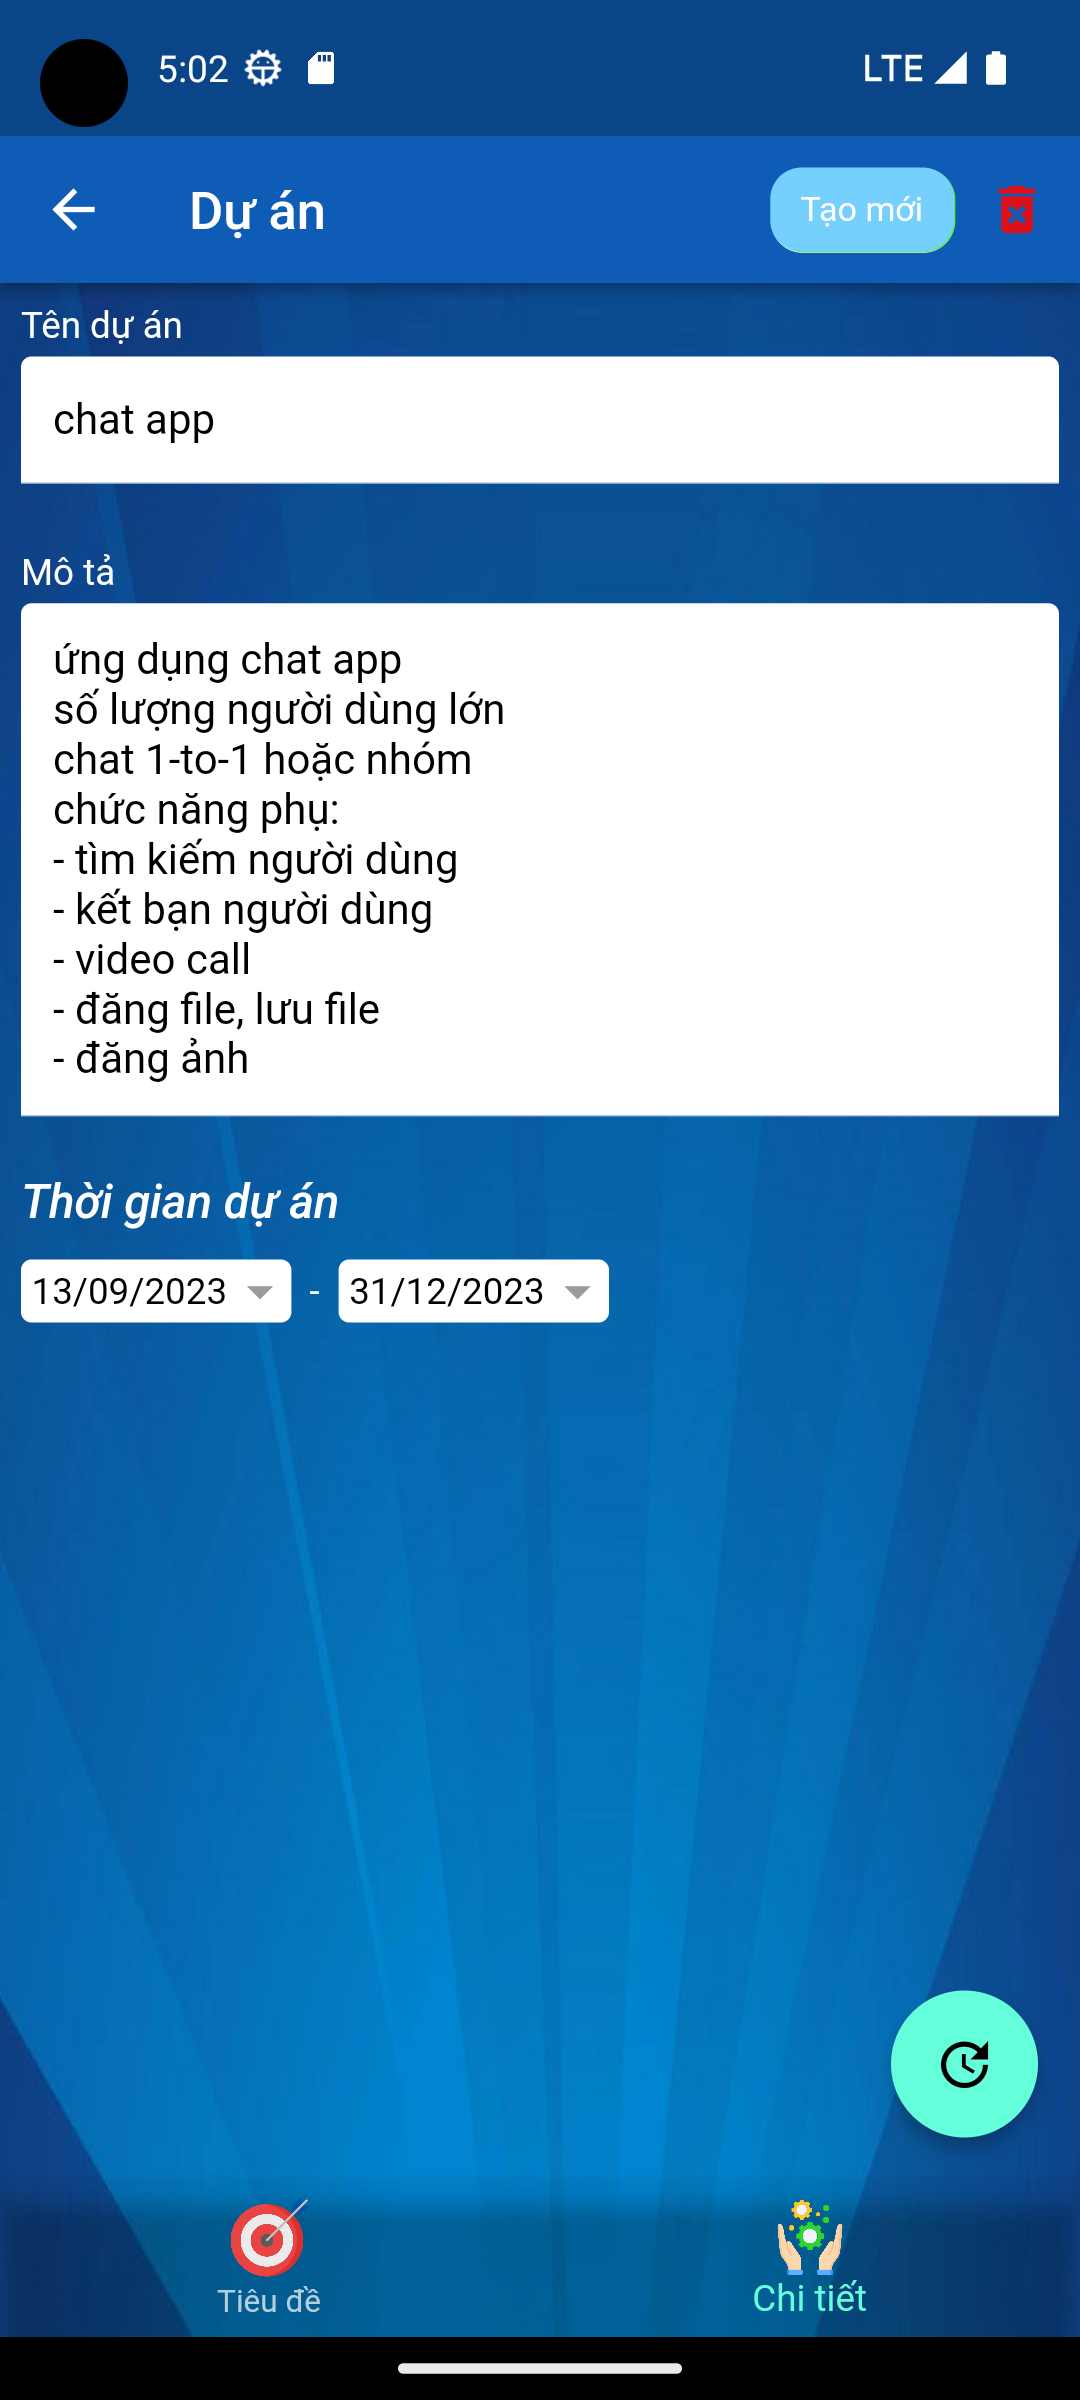 5:02
LTE
Dự án
Tạo mới
Tên dự án
chat app
Mô tả
ứng dụng chat app
số lượng người dùng lớn
chat 1-to-1 hoặc nhóm
chức năng phụ:
- tìm kiếm người dùng
- kết bạn người dùng
- video call
- đăng file, lưu file
- đăng ảnh
Thời gian dự án
13/09/2023 - 31/12/2023
Tiêu đề
Chi tiết